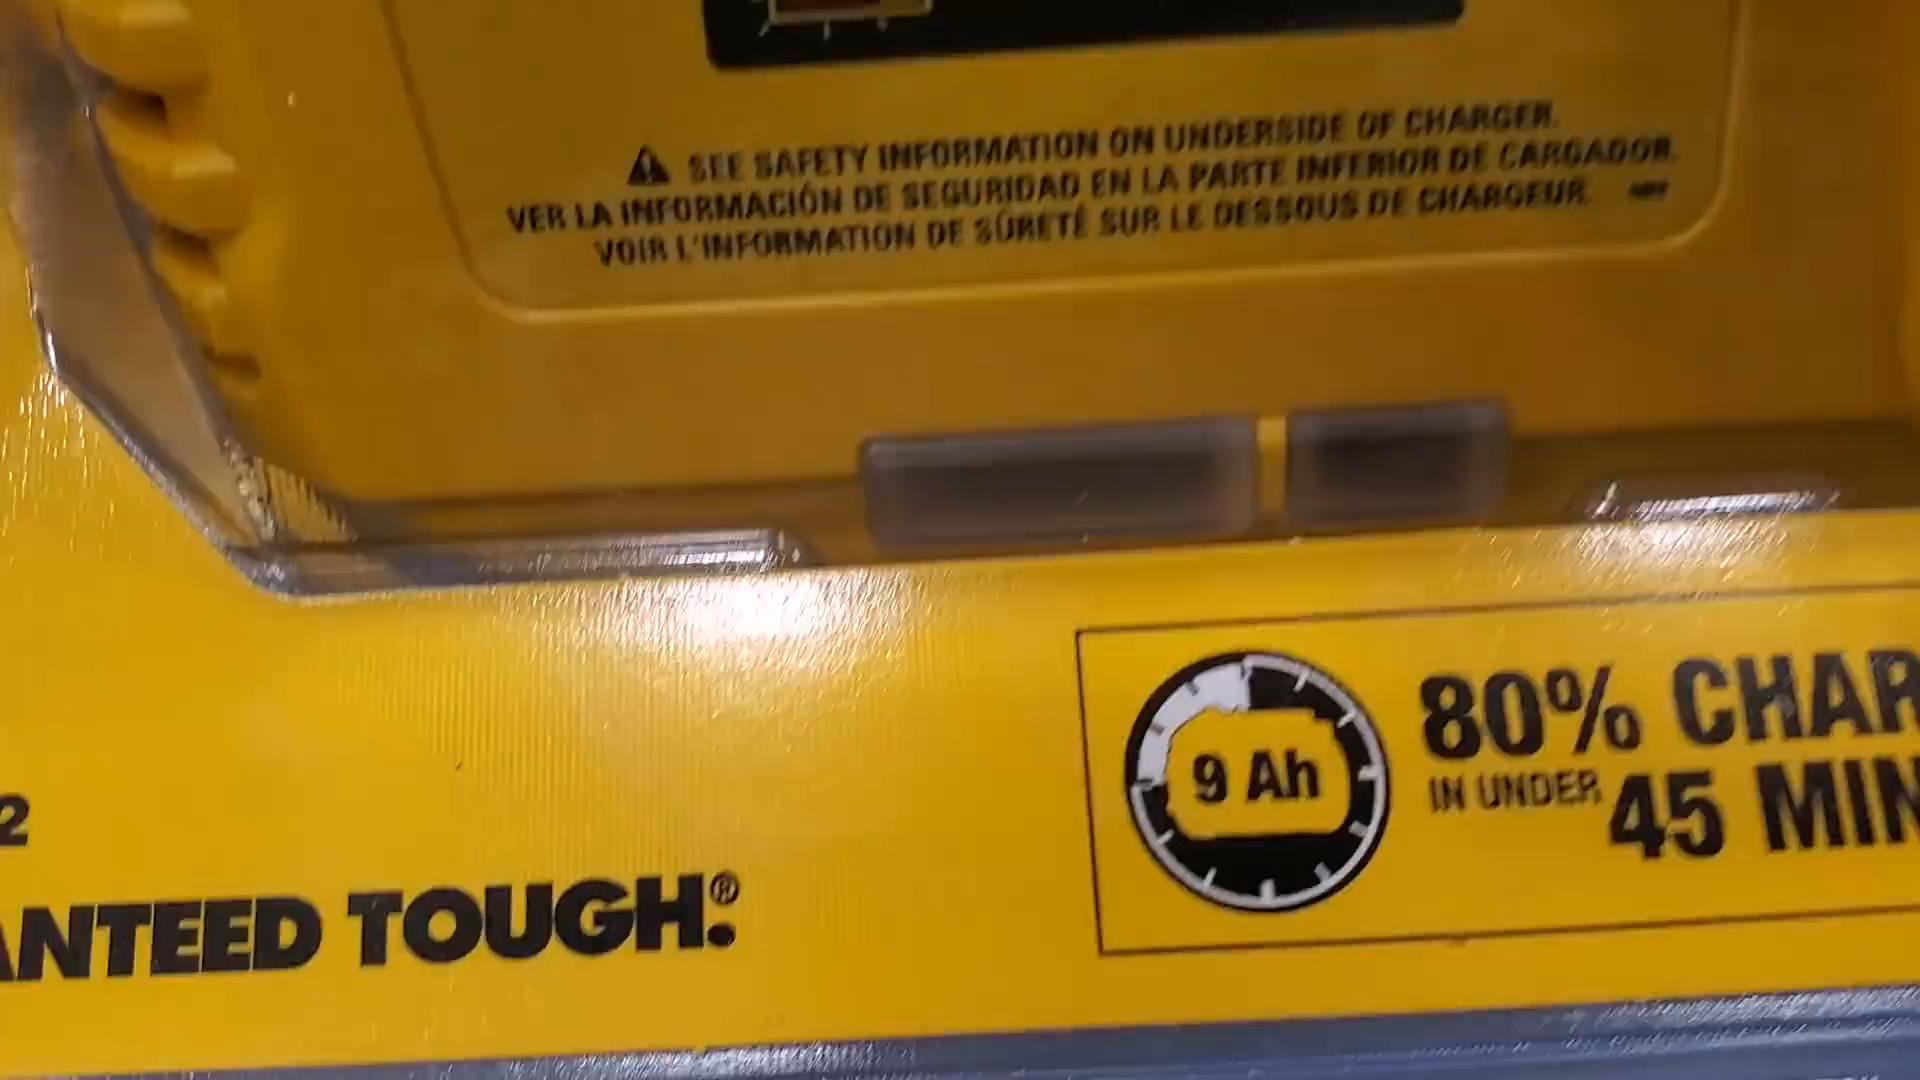 SEE SAFETY INFORMATION ON UNDERSIDE OF CHARGER.
VER LA INFORMACIÓN DE SEGURIDAD EN LA PARTE INFERIOR DE CARGADOR.
VOIR L'INFORMATION DE SÛRETÉ SUR LE DESSOUS DE CHARGEUR.
9 Ah
80% CHAR
IN UNDER 45 MIN
2
ANTEED TOUGH.®